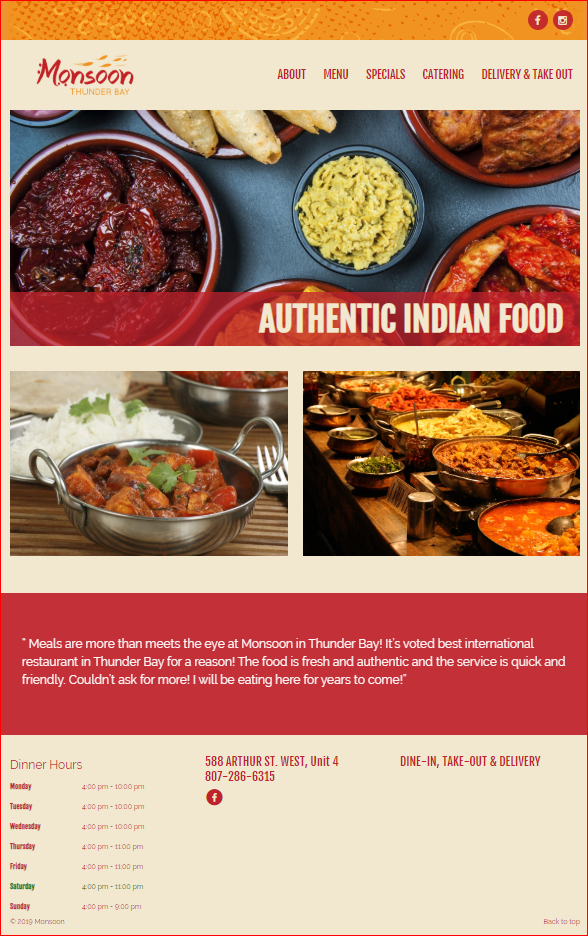 Monsoon
THUNDER BAY
ABOUT MENU SPECIALS CATERING DELIVERY & TAKE OUT
AUTHENTIC INDIAN FOOD
" Meals are more than meets the eye at Monsoon in Thunder Bay! It's voted best international
restaurant in Thunder Bay for a reason! The food is fresh and authentic and the service is quick and
friendly. Couldn't ask for more! I will be eating here for years to come!"
Dinner Hours
Monday 4:00 pm - 10:00 pm
Tuesday 4:00 pm - 10:00 pm
Wednesday 4:00 pm - 10:00 pm
Thursday 4:00 pm - 11:00 pm
Friday 4:00 pm - 11:00 pm
Saturday 4:00 pm - 11:00 pm
Sunday 4:00 pm - 9:00 pm
588 ARTHUR ST. WEST, Unit 4
807-286-6315
DINE-IN, TAKE-OUT & DELIVERY
© 2019 Monsoon
Back to top